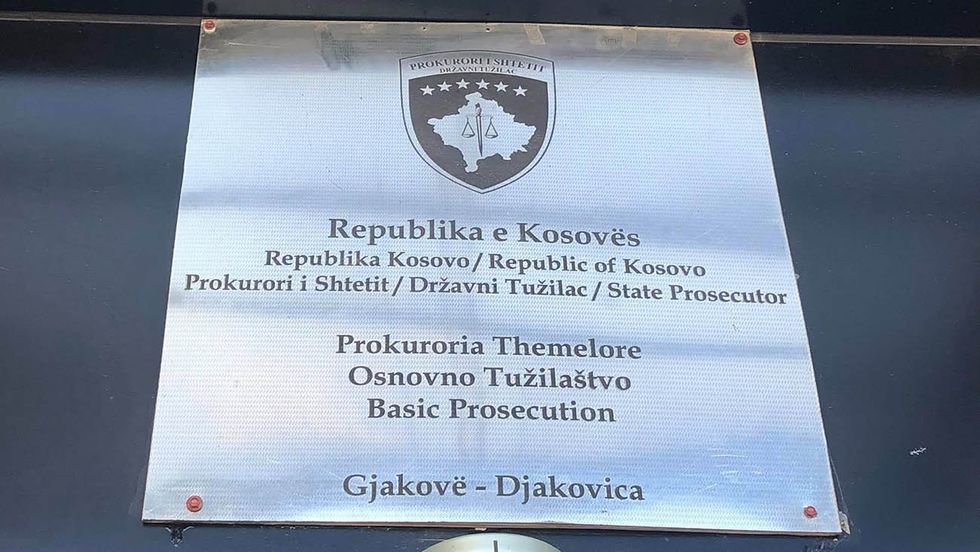 PROKURORI I SHTETIT
DRŽAVNI TUŽILAC
Republika e Kosovës
Republika Kosovo / Republic of Kosovo
Prokurori i Shtetit / Državni Tužilac / State Prosecutor
Prokuroria Themelore
Osnovno Tužilaštvo
Basic Prosecution
Gjakovë - Djakovica